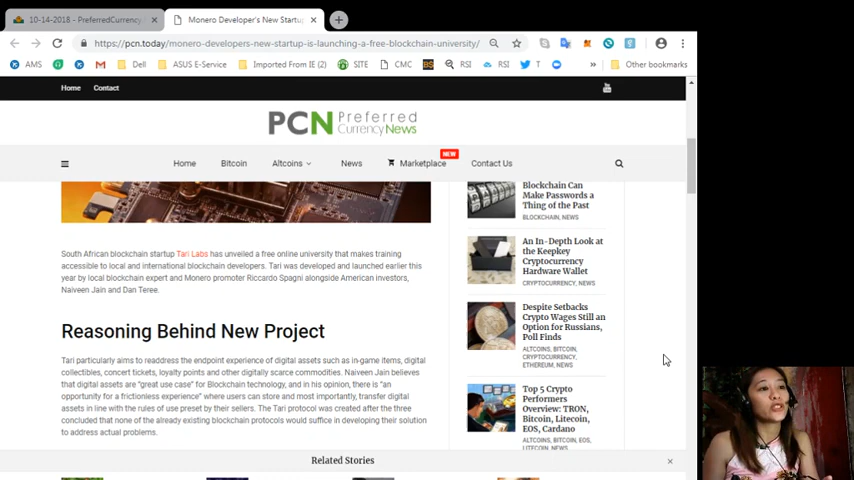 10-14-2018 - PreferredCurrency
Monero Developer's New Startu
https://pcn.today/monero-developers-new-startup-is-launching-a-free-blockchain-university/
AMS
Dell
ASUS E-Service
Imported From IE (2)
SITE
CMC
RSI
RSI
T
Other bookmarks
Home
Contact
PCN Preferred
Currency News
NEW
Home
Bitcoin
Altcoins
News
Marketplace
Contact Us
South African blockchain startup Tari Labs has unveiled a free online university that makes training
accessible to local and international blockchain developers. Tari was developed and launched earlier this
year by local blockchain expert and Monero promoter Riccardo Spagni alongside American investors,
Naiveen Jain and Dan Teree.
Reasoning Behind New Project
Tari particularly aims to readdress the endpoint experience of digital assets such as in-game items, digital
collectibles, concert tickets, loyalty points and other digitally scarce commodities. Naiveen Jain believes
that digital assets are "great use case" for Blockchain technology, and in his opinion, there is "an
opportunity for a frictionless experience" where users can store and most importantly, transfer digital
assets in line with the rules of use preset by their sellers. The Tari protocol was created after the three
concluded that none of the already existing blockchain protocols would suffice in developing their solution
to address actual problems.
Blockchain Can
Make Passwords a
Thing of the Past
BLOCKCHAIN, NEWS
An In-Depth Look at
the Keepkey
Cryptocurrency
Hardware Wallet
CRYPTOCURRENCY, NEWS
Despite Setbacks
Crypto Wages Still an
Option for Russians,
Poll Finds
ALTCOINS, BITCOIN,
CRYPTOCURRENCY,
ETHEREUM, NEWS
Top 5 Crypto
Performers
Overview: TRON,
Bitcoin, Litecoin,
EOS, Cardano
ALTCOINS, BITCOIN, EOS,
LITECOIN, NEWS
Related Stories